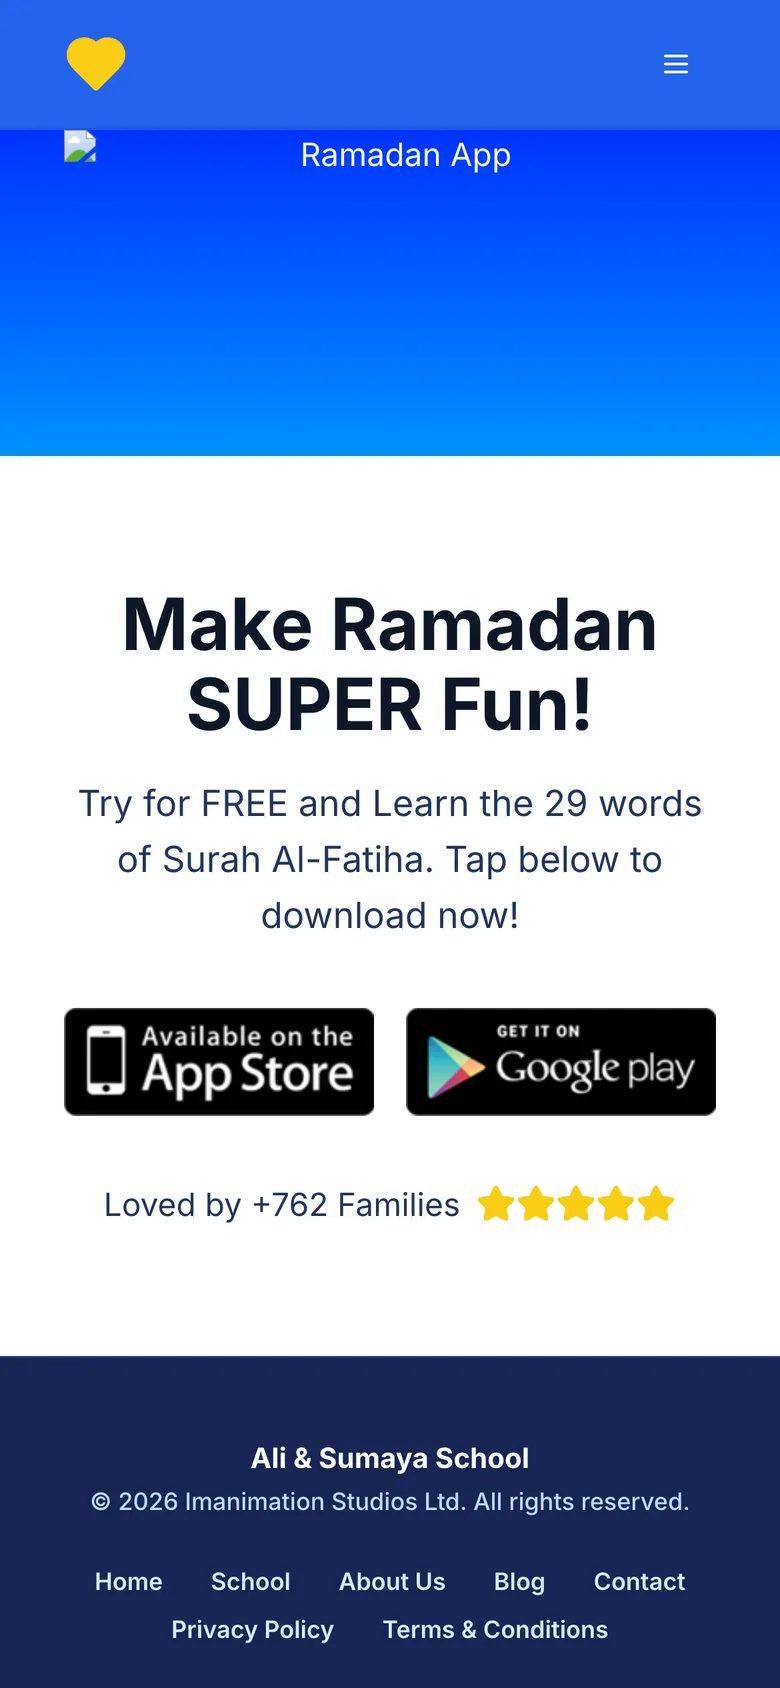 Ramadan App
Make Ramadan
SUPER Fun!
Try for FREE and Learn the 29 words
of Surah Al-Fatiha. Tap below to
download now!
Available on the
App Store
GET IT ON
Google play
Loved by +762 Families
Ali & Sumaya School
© 2026 Imanimation Studios Ltd. All rights reserved.
Home School About Us Blog Contact
Privacy Policy Terms & Conditions